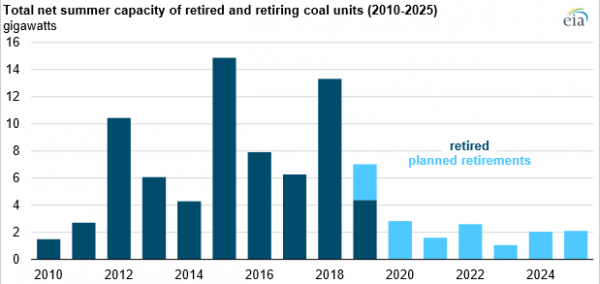 Total net summer capacity of retired and retiring coal units (2010-2025)
gigawatts
eia
16
14
12
10
8
6
4
2
0
retired
planned retirements
2010 2012 2014 2016 2018 2020 2022 2024